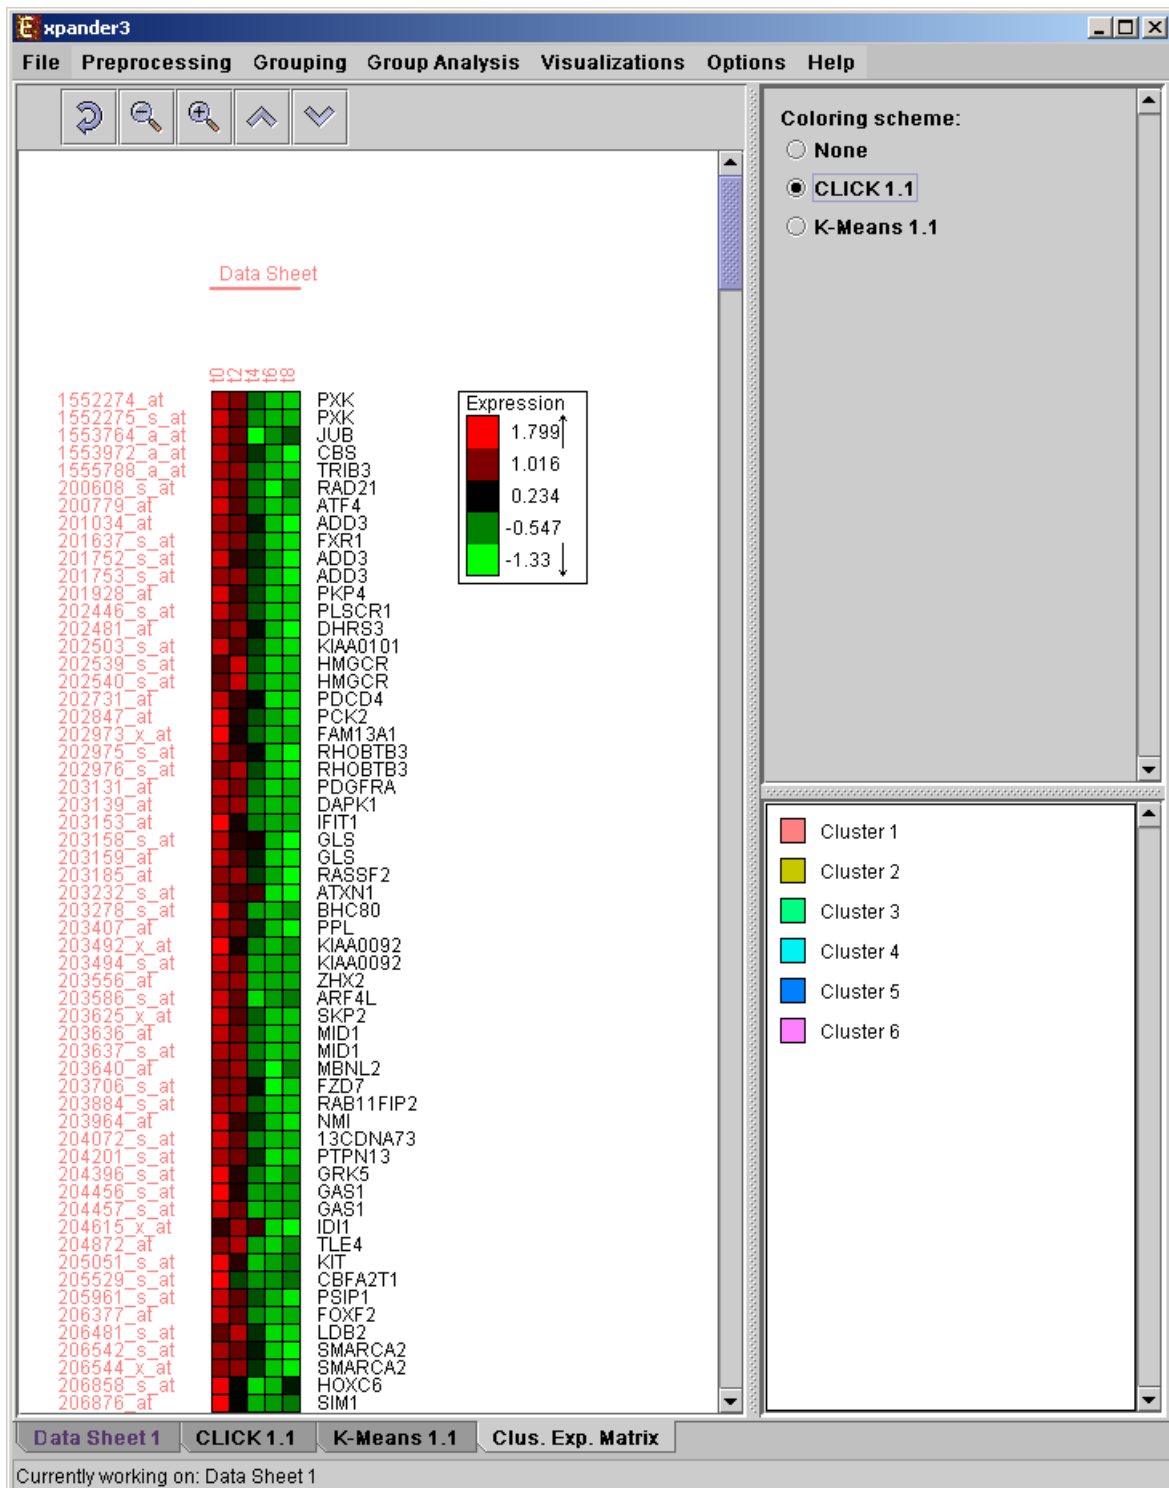 xpander3
File Preprocessing Grouping Group Analysis Visualizations Options Help
Coloring scheme:
None
CLICK 1.1
K-Means 1.1
Data Sheet
t0 t2 t4 t6 t8
1552274_at PXK
1552275_s_at PXK
1553764_a_at JUB
1553972_a_at CBS
1555788_a_at TRIB3
200608_s_at RAD21
200779_at ATF4
201034_at ADD3
201637_s_at FXR1
201752_s_at ADD3
201753_s_at ADD3
201928_at PKP4
202446_s_at PLSCR1
202481_at DHRS3
202503_s_at KIAA0101
202539_s_at HMGCR
202540_s_at HMGCR
202731_at PDCD4
202847_at PCK2
202973_x_at FAM13A1
202975_s_at RHOBTB3
202976_s_at RHOBTB3
203131_at PDGFRA
203139_at DAPK1
203153_at IFIT1
203158_s_at GLS
203159_at GLS
203185_at RASSF2
203232_s_at ATXN1
203278_s_at BHC80
203407_at PPL
203492_x_at KIAA0092
203494_s_at KIAA0092
203556_at ZHX2
203586_s_at ARF4L
203625_x_at SKP2
203636_at MID1
203637_s_at MID1
203640_at MBNL2
203706_s_at FZD7
203884_s_at RAB11FIP2
203964_at NMI
204072_s_at 13CDNA73
204201_s_at PTPN13
204396_s_at GRK5
204456_s_at GAS1
204457_s_at GAS1
204615_x_at IDI1
204872_at TLE4
205051_s_at KIT
205529_s_at CBFA2T1
205961_s_at PSIP1
206377_at FOXF2
206481_s_at LDB2
206542_s_at SMARCA2
206544_x_at SMARCA2
206858_s_at HOXC6
206876_at SIM1
Expression
1.799
1.016
0.234
-0.547
-1.33
Cluster 1
Cluster 2
Cluster 3
Cluster 4
Cluster 5
Cluster 6
Data Sheet 1 CLICK 1.1 K-Means 1.1 Clus. Exp. Matrix
Currently working on: Data Sheet 1